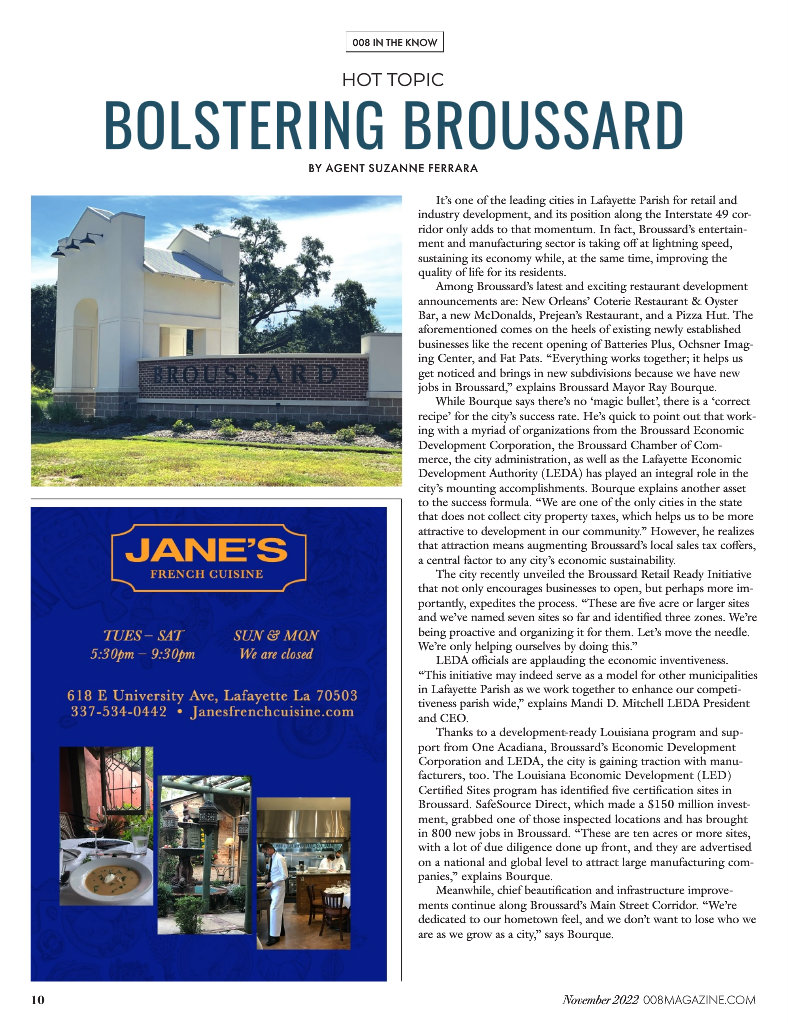 008 IN THE KNOW
HOT TOPIC
BOLSTERING BROUSSARD
BY AGENT SUZANNE FERRARA
BROUSSARD
JANE'S
FRENCH CUISINE
TUES – SAT
5:30pm – 9:30pm
SUN & MON
We are closed
618 E University Ave, Lafayette La 70503
337-534-0442 • Janesfrenchcuisine.com
It's one of the leading cities in Lafayette Parish for retail and
industry development, and its position along the Interstate 49 cor-
ridor only adds to that momentum. In fact, Broussard's entertain-
ment and manufacturing sector is taking off at lightning speed,
sustaining its economy while, at the same time, improving the
quality of life for its residents.
Among Broussard's latest and exciting restaurant development
announcements are: New Orleans' Coterie Restaurant & Oyster
Bar, a new McDonalds, Prejean's Restaurant, and a Pizza Hut. The
aforementioned comes on the heels of existing newly established
businesses like the recent opening of Batteries Plus, Ochsner Imag-
ing Center, and Fat Pats. “Everything works together; it helps us
get noticed and brings in new subdivisions because we have new
jobs in Broussard,” explains Broussard Mayor Ray Bourque.
While Bourque says there's no ‘magic bullet’, there is a ‘correct
recipe’ for the city's success rate. He's quick to point out that work-
ing with a myriad of organizations from the Broussard Economic
Development Corporation, the Broussard Chamber of Com-
merce, the city administration, as well as the Lafayette Economic
Development Authority (LEDA) has played an integral role in the
city's mounting accomplishments. Bourque explains another asset
to the success formula. “We are one of the only cities in the state
that does not collect city property taxes, which helps us to be more
attractive to development in our community.” However, he realizes
that attraction means augmenting Broussard's local sales tax coffers,
a central factor to any city's economic sustainability.
The city recently unveiled the Broussard Retail Ready Initiative
that not only encourages businesses to open, but perhaps more im-
portantly, expedites the process. “These are five acre or larger sites
and we've named seven sites so far and identified three zones. We're
being proactive and organizing it for them. Let's move the needle.
We're only helping ourselves by doing this.”
LEDA officials are applauding the economic inventiveness.
“This initiative may indeed serve as a model for other municipalities
in Lafayette Parish as we work together to enhance our competi-
tiveness parish wide,” explains Mandi D. Mitchell LEDA President
and CEO.
Thanks to a development-ready Louisiana program and sup-
port from One Acadiana, Broussard's Economic Development
Corporation and LEDA, the city is gaining traction with manu-
facturers, too. The Louisiana Economic Development (LED)
Certified Sites program has identified five certification sites in
Broussard. SafeSource Direct, which made a $150 million invest-
ment, grabbed one of those inspected locations and has brought
in 800 new jobs in Broussard. “These are ten acres or more sites,
with a lot of due diligence done up front, and they are advertised
on a national and global level to attract large manufacturing com-
panies,” explains Bourque.
Meanwhile, chief beautification and infrastructure improve-
ments continue along Broussard's Main Street Corridor. “We're
dedicated to our hometown feel, and we don't want to lose who we
are as we grow as a city,” says Bourque.
10
November 2022 008MAGAZINE.COM